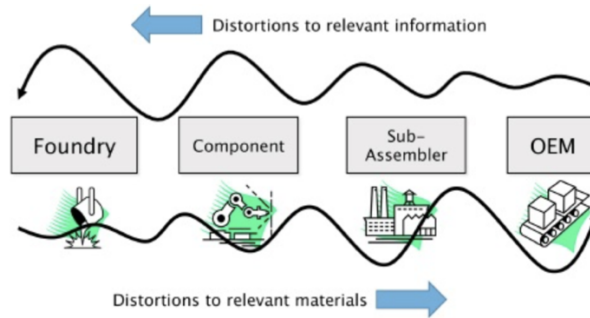 Distortions to relevant information
Foundry
Component
Sub-
Assembler
OEM
Distortions to relevant materials